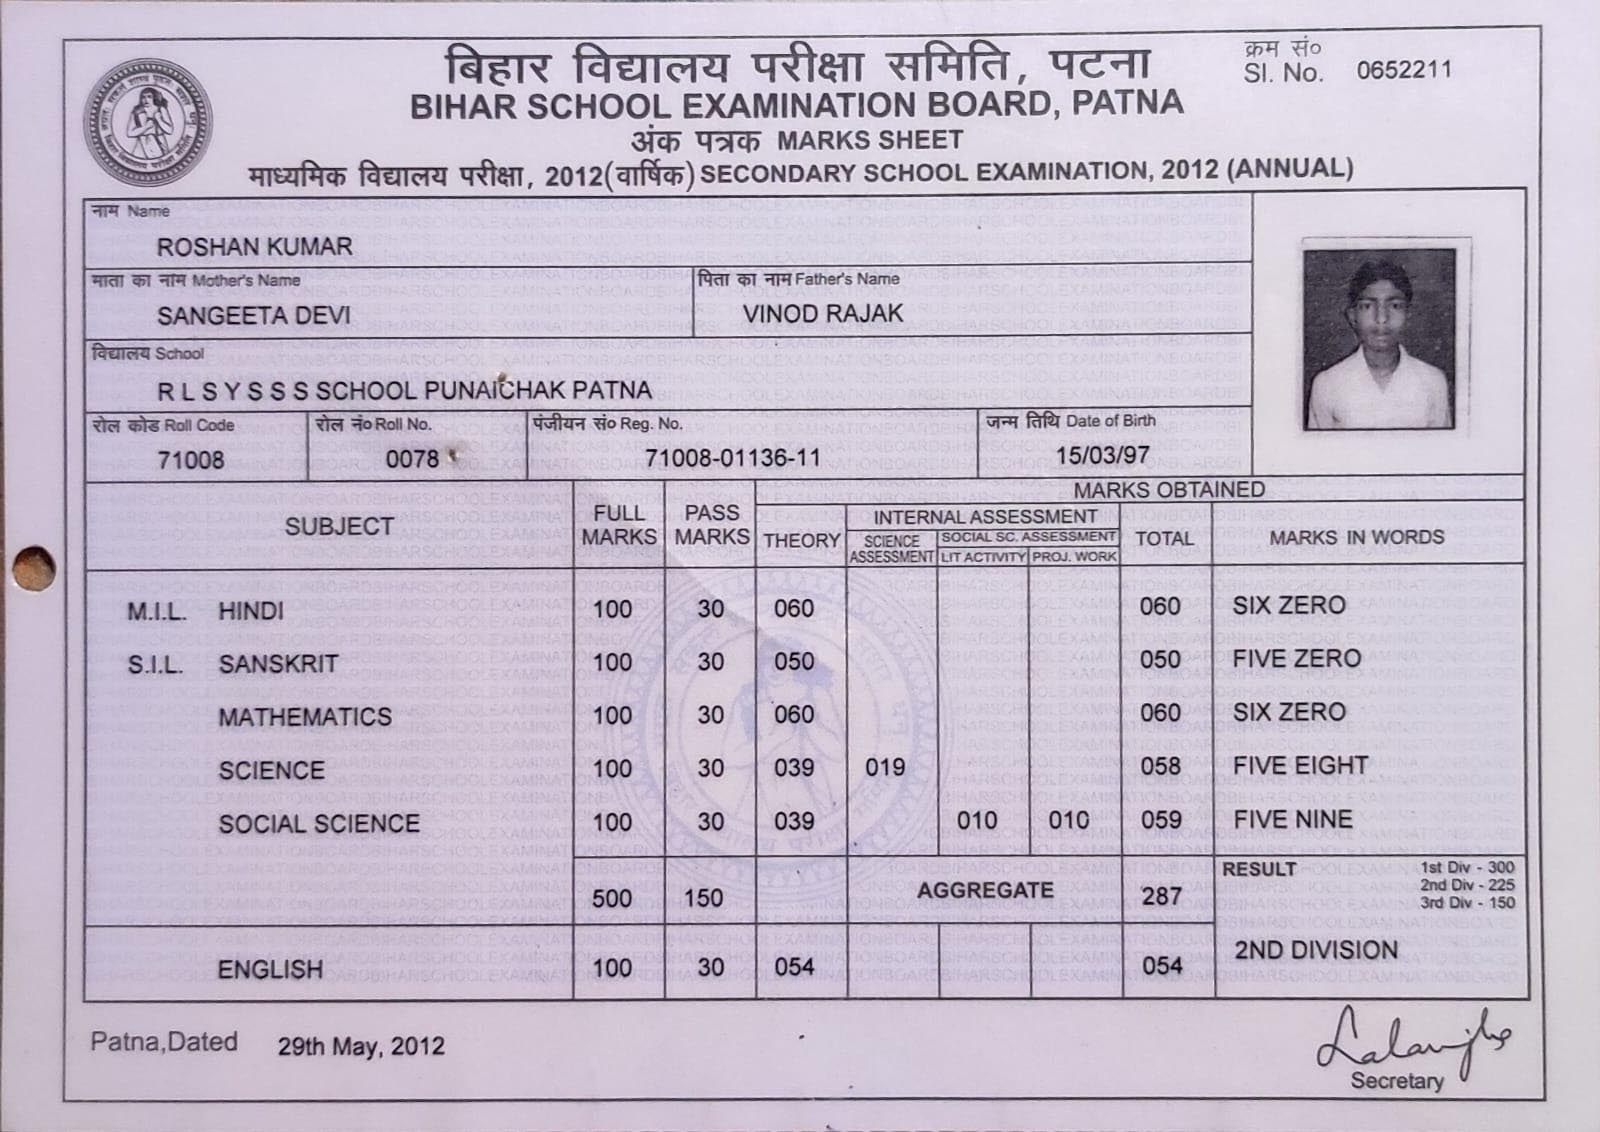 बिहार विद्यालय परीक्षा समिति, पटना
क्रम सं०
Sl. No. 0652211
BIHAR SCHOOL EXAMINATION BOARD, PATNA
अंक पत्रक MARKS SHEET
माध्यमिक विद्यालय परीक्षा, 2012(वार्षिक) SECONDARY SCHOOL EXAMINATION, 2012 (ANNUAL)
नाम Name
ROSHAN KUMAR
माता का नाम Mother's Name पिता का नाम Father's Name
SANGEETA DEVI VINOD RAJAK
विद्यालय School
R L S Y S S S SCHOOL PUNAICHAK PATNA
रोल कोड Roll Code रोल नं० Roll No. पंजीयन सं० Reg. No. जन्म तिथि Date of Birth
71008 0078 71008-01136-11 15/03/97
MARKS OBTAINED
SUBJECT FULL MARKS PASS MARKS THEORY INTERNAL ASSESSMENT TOTAL MARKS IN WORDS
SCIENCE ASSESSMENT SOCIAL SC. ASSESSMENT
LIT ACTIVITY PROJ. WORK
M.I.L. HINDI 100 30 060 060 SIX ZERO
S.I.L. SANSKRIT 100 30 050 050 FIVE ZERO
MATHEMATICS 100 30 060 060 SIX ZERO
SCIENCE 100 30 039 019 058 FIVE EIGHT
SOCIAL SCIENCE 100 30 039 010 010 059 FIVE NINE
500 150 AGGREGATE 287 RESULT 1st Div - 300
2nd Div - 225
3rd Div - 150
2ND DIVISION
ENGLISH 100 30 054 054
Patna,Dated 29th May, 2012
Secretary